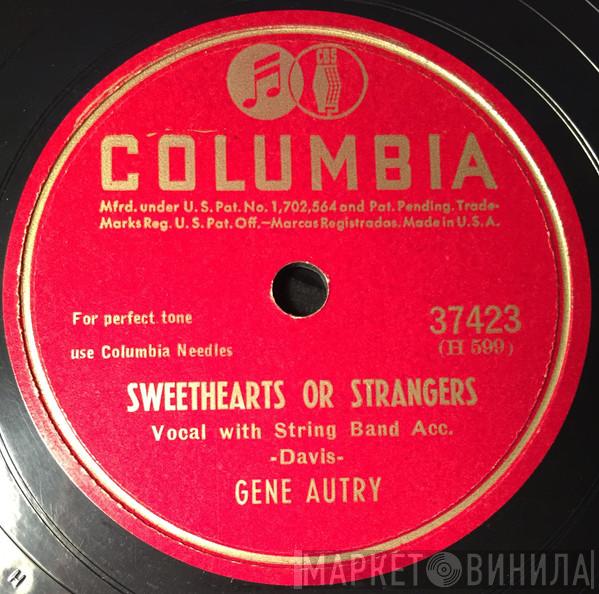 CBS
COLUMBIA
Mfrd. under U.S. Pat. No. 1,702,564 and Pat. Pending. Trade-
Marks Reg. U.S. Pat. Off.—Marcas Registradas. Made in U.S.A.
For perfect tone
use Columbia Needles
37423
(H 599)
SWEETHEARTS OR STRANGERS
Vocal with String Band Acc.
-Davis-
GENE AUTRY
H
МАРКЕТ ВИНИЛА